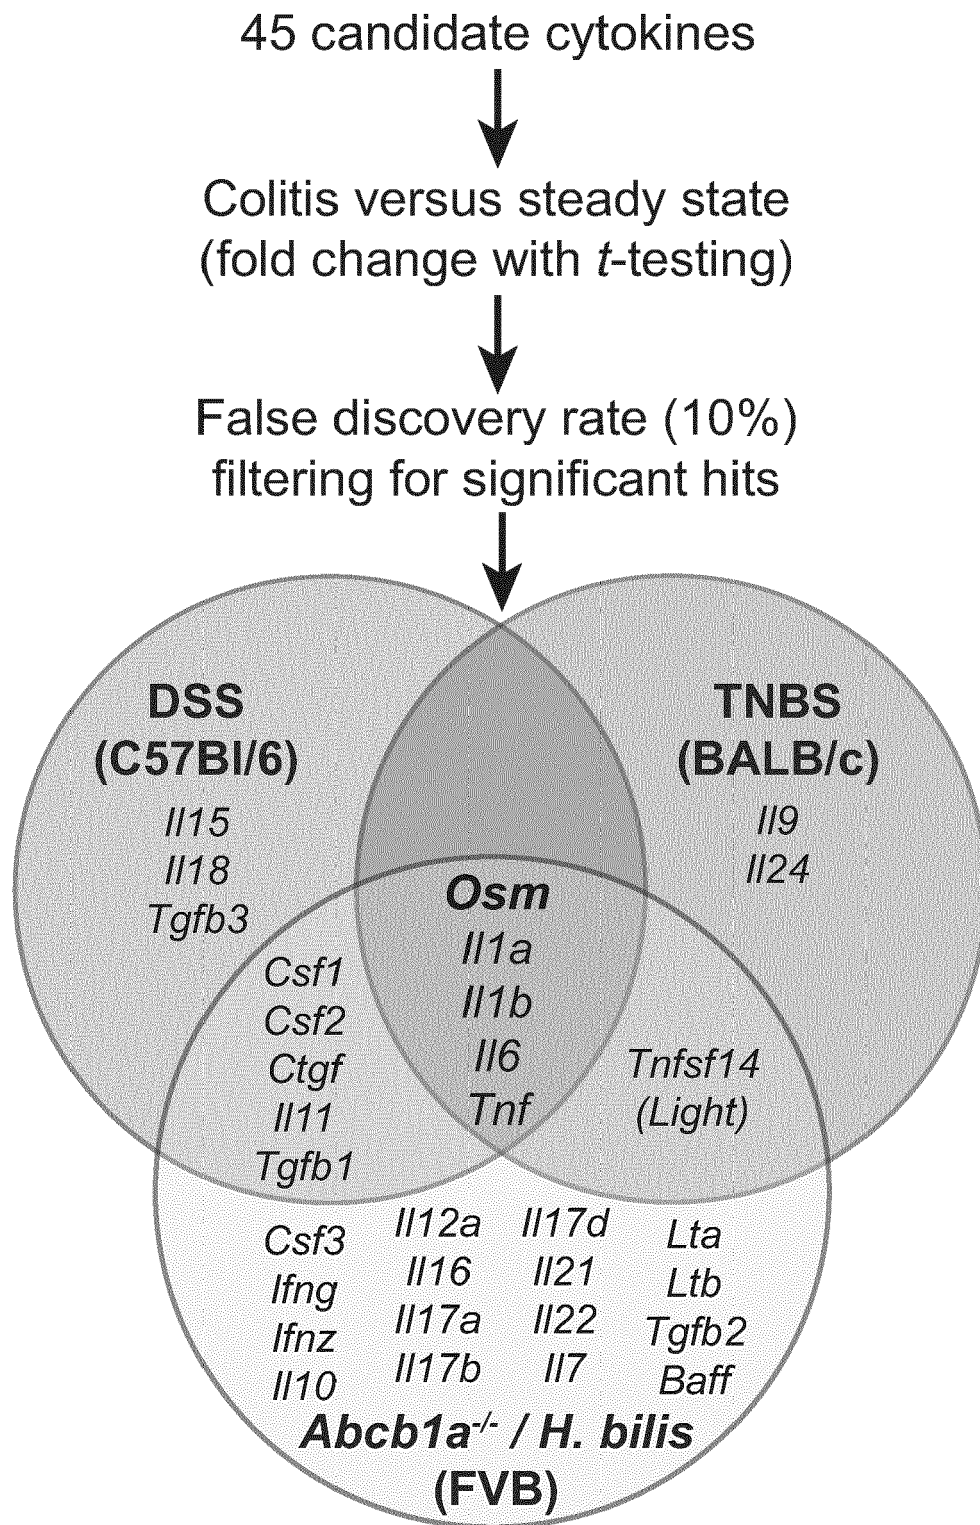 45 candidate cytokines
Colitis versus steady state
(fold change with t-testing)
False discovery rate (10%)
filtering for significant hits
DSS
(C57Bl/6)
Il15
Il18
Tgfb3
TNBS
(BALB/c)
Il9
Il24
Osm
Il1a
Il1b
Il6
Tnf
Csf1
Csf2
Ctgf
Il11
Tgfb1
Tnfsf14
(Light)
Csf3
Ifng
Ifnz
Il10
Il12a
Il16
Il17a
Il17b
Il17d
Il21
Il22
Il7
Lta
Ltb
Tgfb2
Baff
Abcb1a-/- / H. bilis
(FVB)